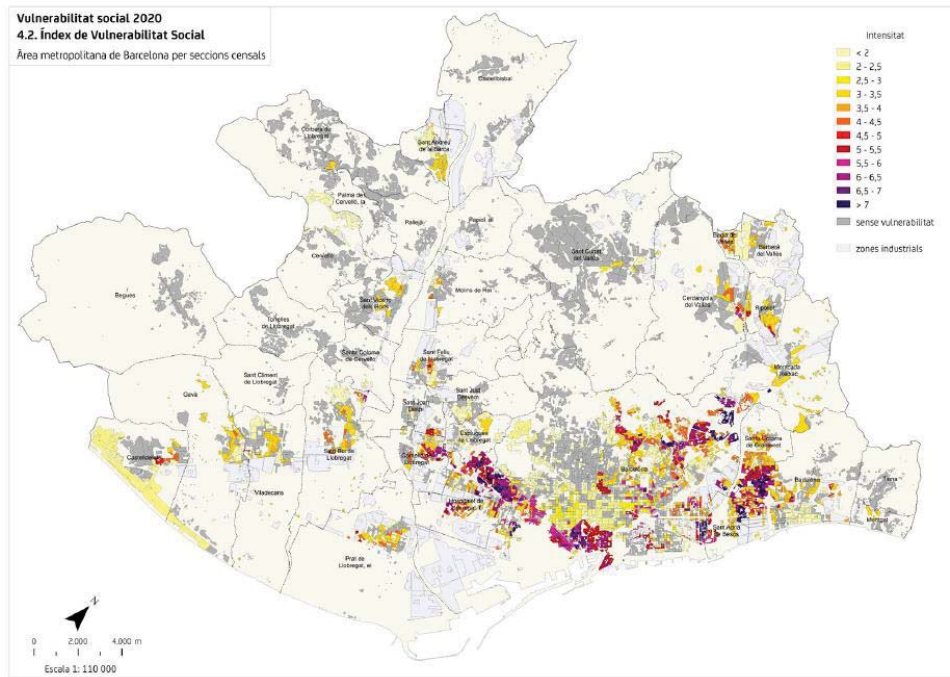 Vulnerabilitat social 2020
4.2. Índex de Vulnerabilitat Social
Àrea metropolitana de Barcelona per seccions censals
Intensitat
< 2
2 - 2,5
2,5 - 3
3 - 3,5
3,5 - 4
4 - 4,5
4,5 - 5
5 - 5,5
5,5 - 6
6 - 6,5
6,5 - 7
> 7
sense vulnerabilitat
zones industrials
Castellbisbal
Corbera de
Llobregat
Sant Andreu
de la Barca
Palma de
Cervelló, la
Pallejà
Papiol, el
Cervelló
Sant Cugat
del Vallès
Badia del
Vallès
Barberà
del Vallès
Begues
Sant Vicenç
dels Horts
Molins de Rei
Cerdanyola
del Vallès
Ripollet
Torrelles
de Llobregat
Santa Coloma
de Cervelló
Sant Feliu
de Llobregat
Montcada
i Reixac
Sant Climent
de Llobregat
Gavà
Sant Joan
Despí
Sant Just
Desvern
Esplugues
de Llobregat
Santa Coloma
de Gramenet
Castelldefels
Sant Boi de
Llobregat
Cornellà de
Llobregat
Barcelona
Badalona
Tiana
Viladecans
Hospitalet de
Llobregat, l'
Montgat
Sant Adrià
de Besòs
Prat de
Llobregat, el
N
0 2.000 4.000 m
Escala 1: 110 000